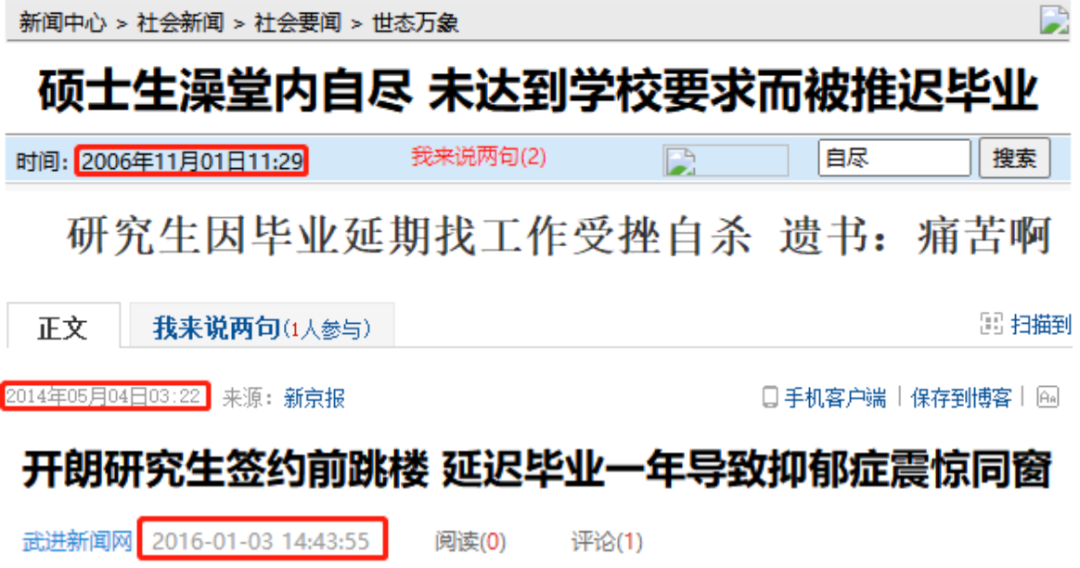 新闻中心 > 社会新闻 > 社会要闻 > 世态万象
硕士生澡堂内自尽 未达到学校要求而被推迟毕业
时间：2006年11月01日11:29 我来说两句(2) 自尽 搜索
研究生因毕业延期找工作受挫自杀 遗书：痛苦啊
正文 我来说两句(1人参与) 扫描到
2014年05月04日03:22 来源：新京报 手机客户端 | 保存到博客 | Aa
开朗研究生签约前跳楼 延迟毕业一年导致抑郁症震惊同窗
武进新闻网 2016-01-03 14:43:55 阅读(0) 评论(1)